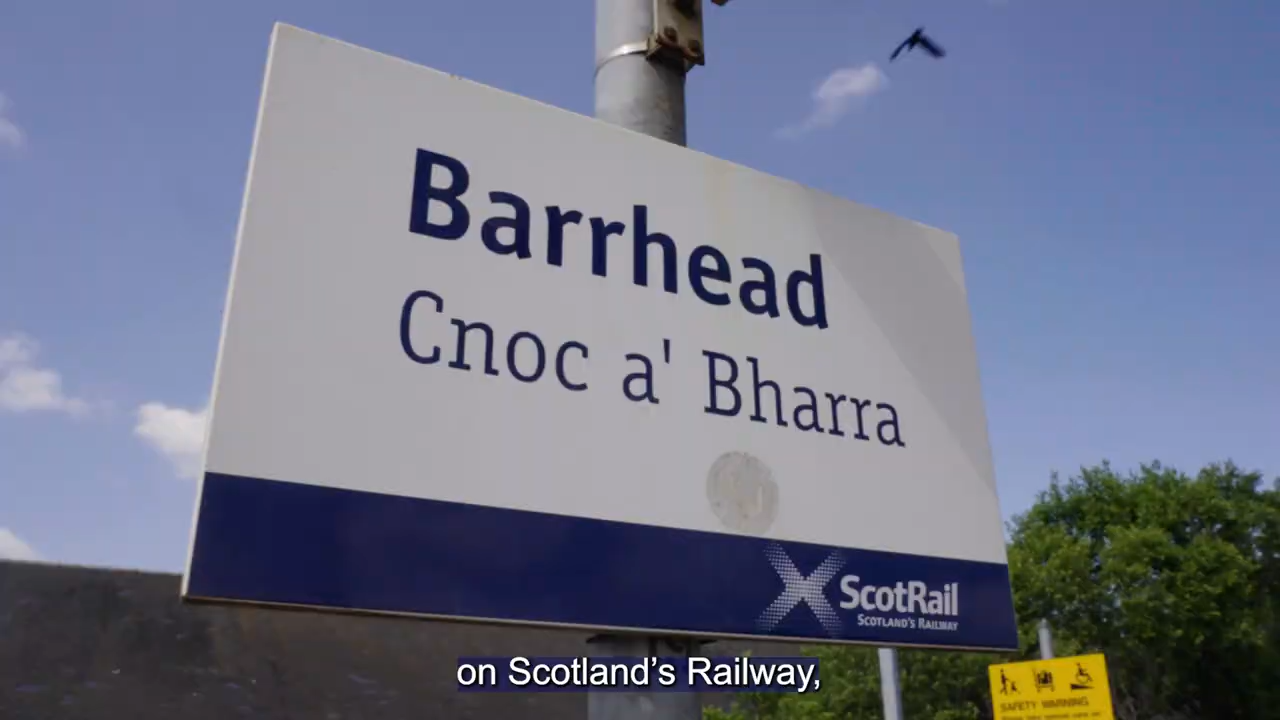 Barrhead
Cnoc a' Bharra
ScotRail
SCOTLAND'S RAILWAY
on Scotland’s Railway,
SAFETY WARNING